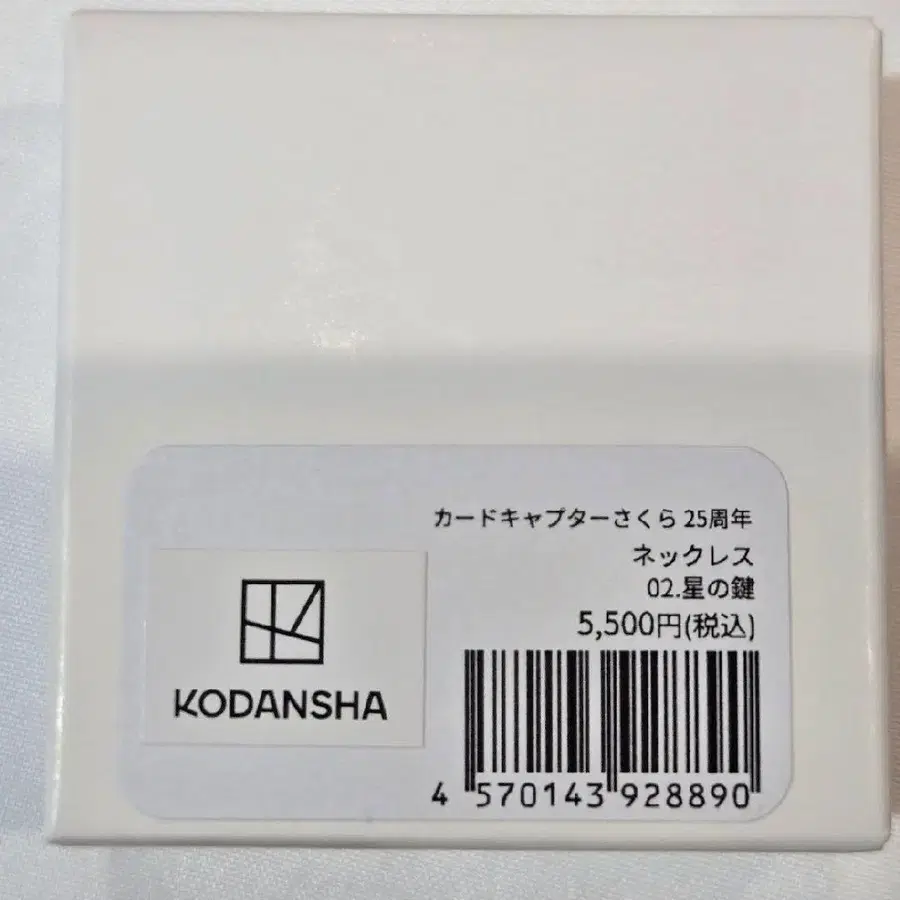 カードキャプターさくら 25周年
ネックレス
02.星の鍵
5,500円(税込)
KODANSHA
4 570143 928890